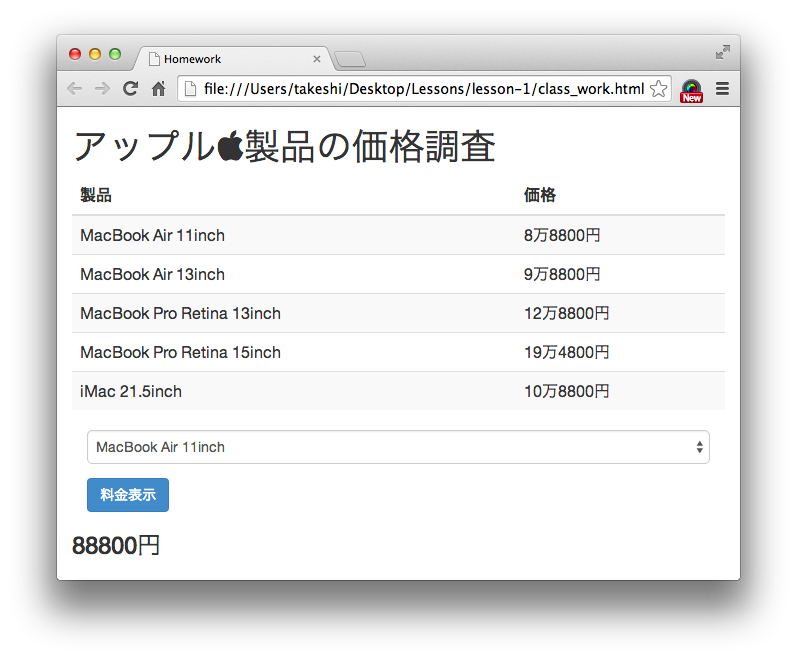 Homework
file:///Users/takeshi/Desktop/Lessons/lesson-1/class_work.html
New
アップル製品の価格調査
製品 価格
MacBook Air 11inch 8万8800円
MacBook Air 13inch 9万8800円
MacBook Pro Retina 13inch 12万8800円
MacBook Pro Retina 15inch 19万4800円
iMac 21.5inch 10万8800円
MacBook Air 11inch
料金表示
88800円